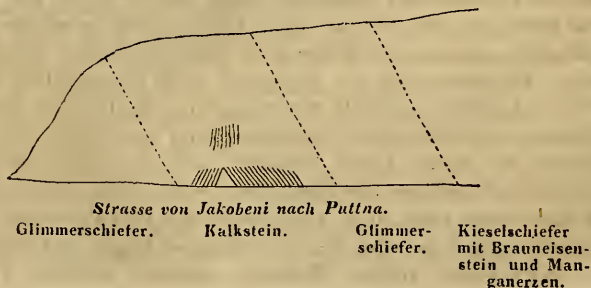 Strasse von Jakobeni nach Puttna.
Glimmerschiefer. Kalkstein. Glimmer-
schiefer. Kieselschiefer
mit Brauneisen-
stein und Man-
ganerzen.